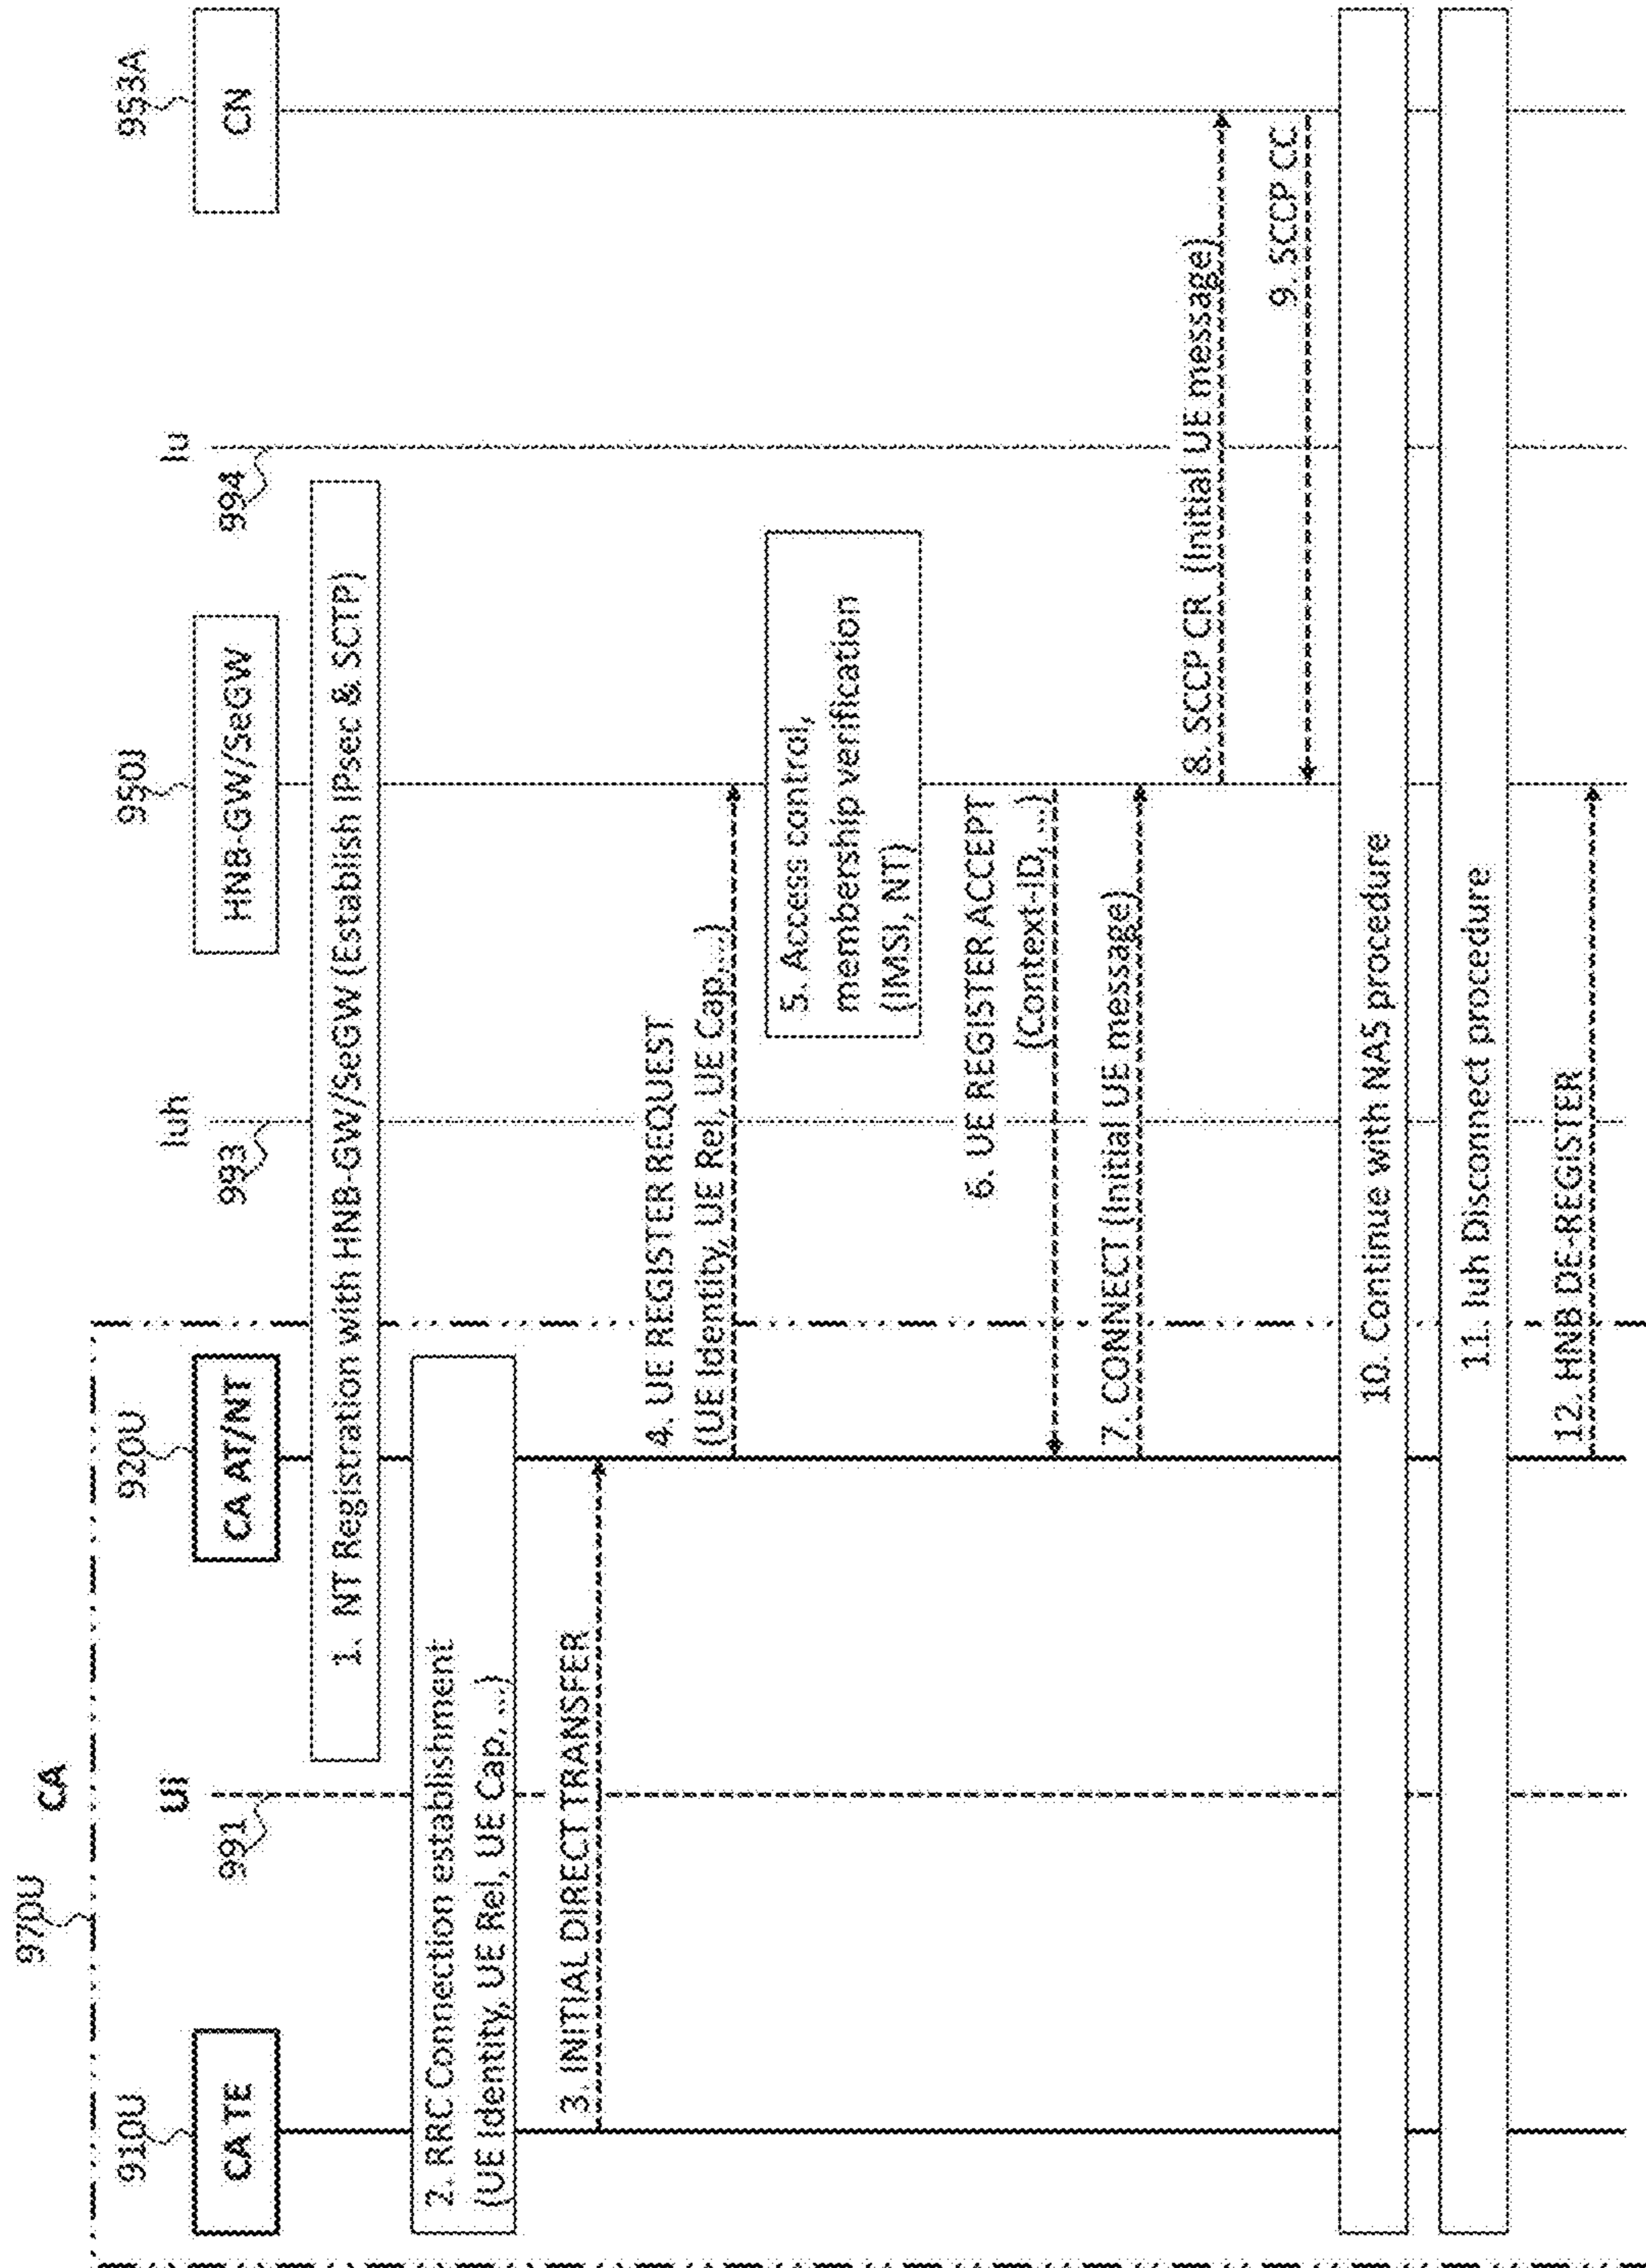 970U
CA
910U
920U
950J
953A
CA TE
Ui
CA AT/NT
Iuh
HNB-GW/SeGW
Iu
CN
991
993
994
1. NT Registration with HNB-GW/SeGW (Establish IPsec & SCTP)
2. RRC Connection establishment
(UE Identity, UE Rel, UE Cap, ...)
3. INITIAL DIRECT TRANSFER
4. UE REGISTER REQUEST
(UE Identity, UE Rel, UE Cap,...)
5. Access control,
membership verification
(IMSI, NT)
6. UE REGISTER ACCEPT
(Context-ID, ...)
7. CONNECT (Initial UE message)
8. SCCP CR (Initial UE message)
9. SCCP CC
10. Continue with NAS procedure
11. Iuh Disconnect procedure
12. HNB DE-REGISTER